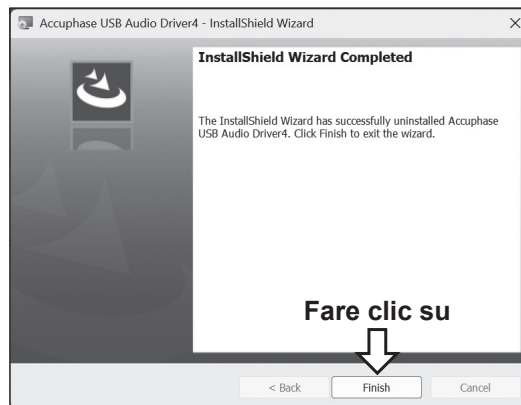 Accuphase USB Audio Driver4 - InstallShield Wizard
InstallShield Wizard Completed
The InstallShield Wizard has successfully uninstalled Accuphase
USB Audio Driver4. Click Finish to exit the wizard.
Fare clic su
< Back Finish Cancel